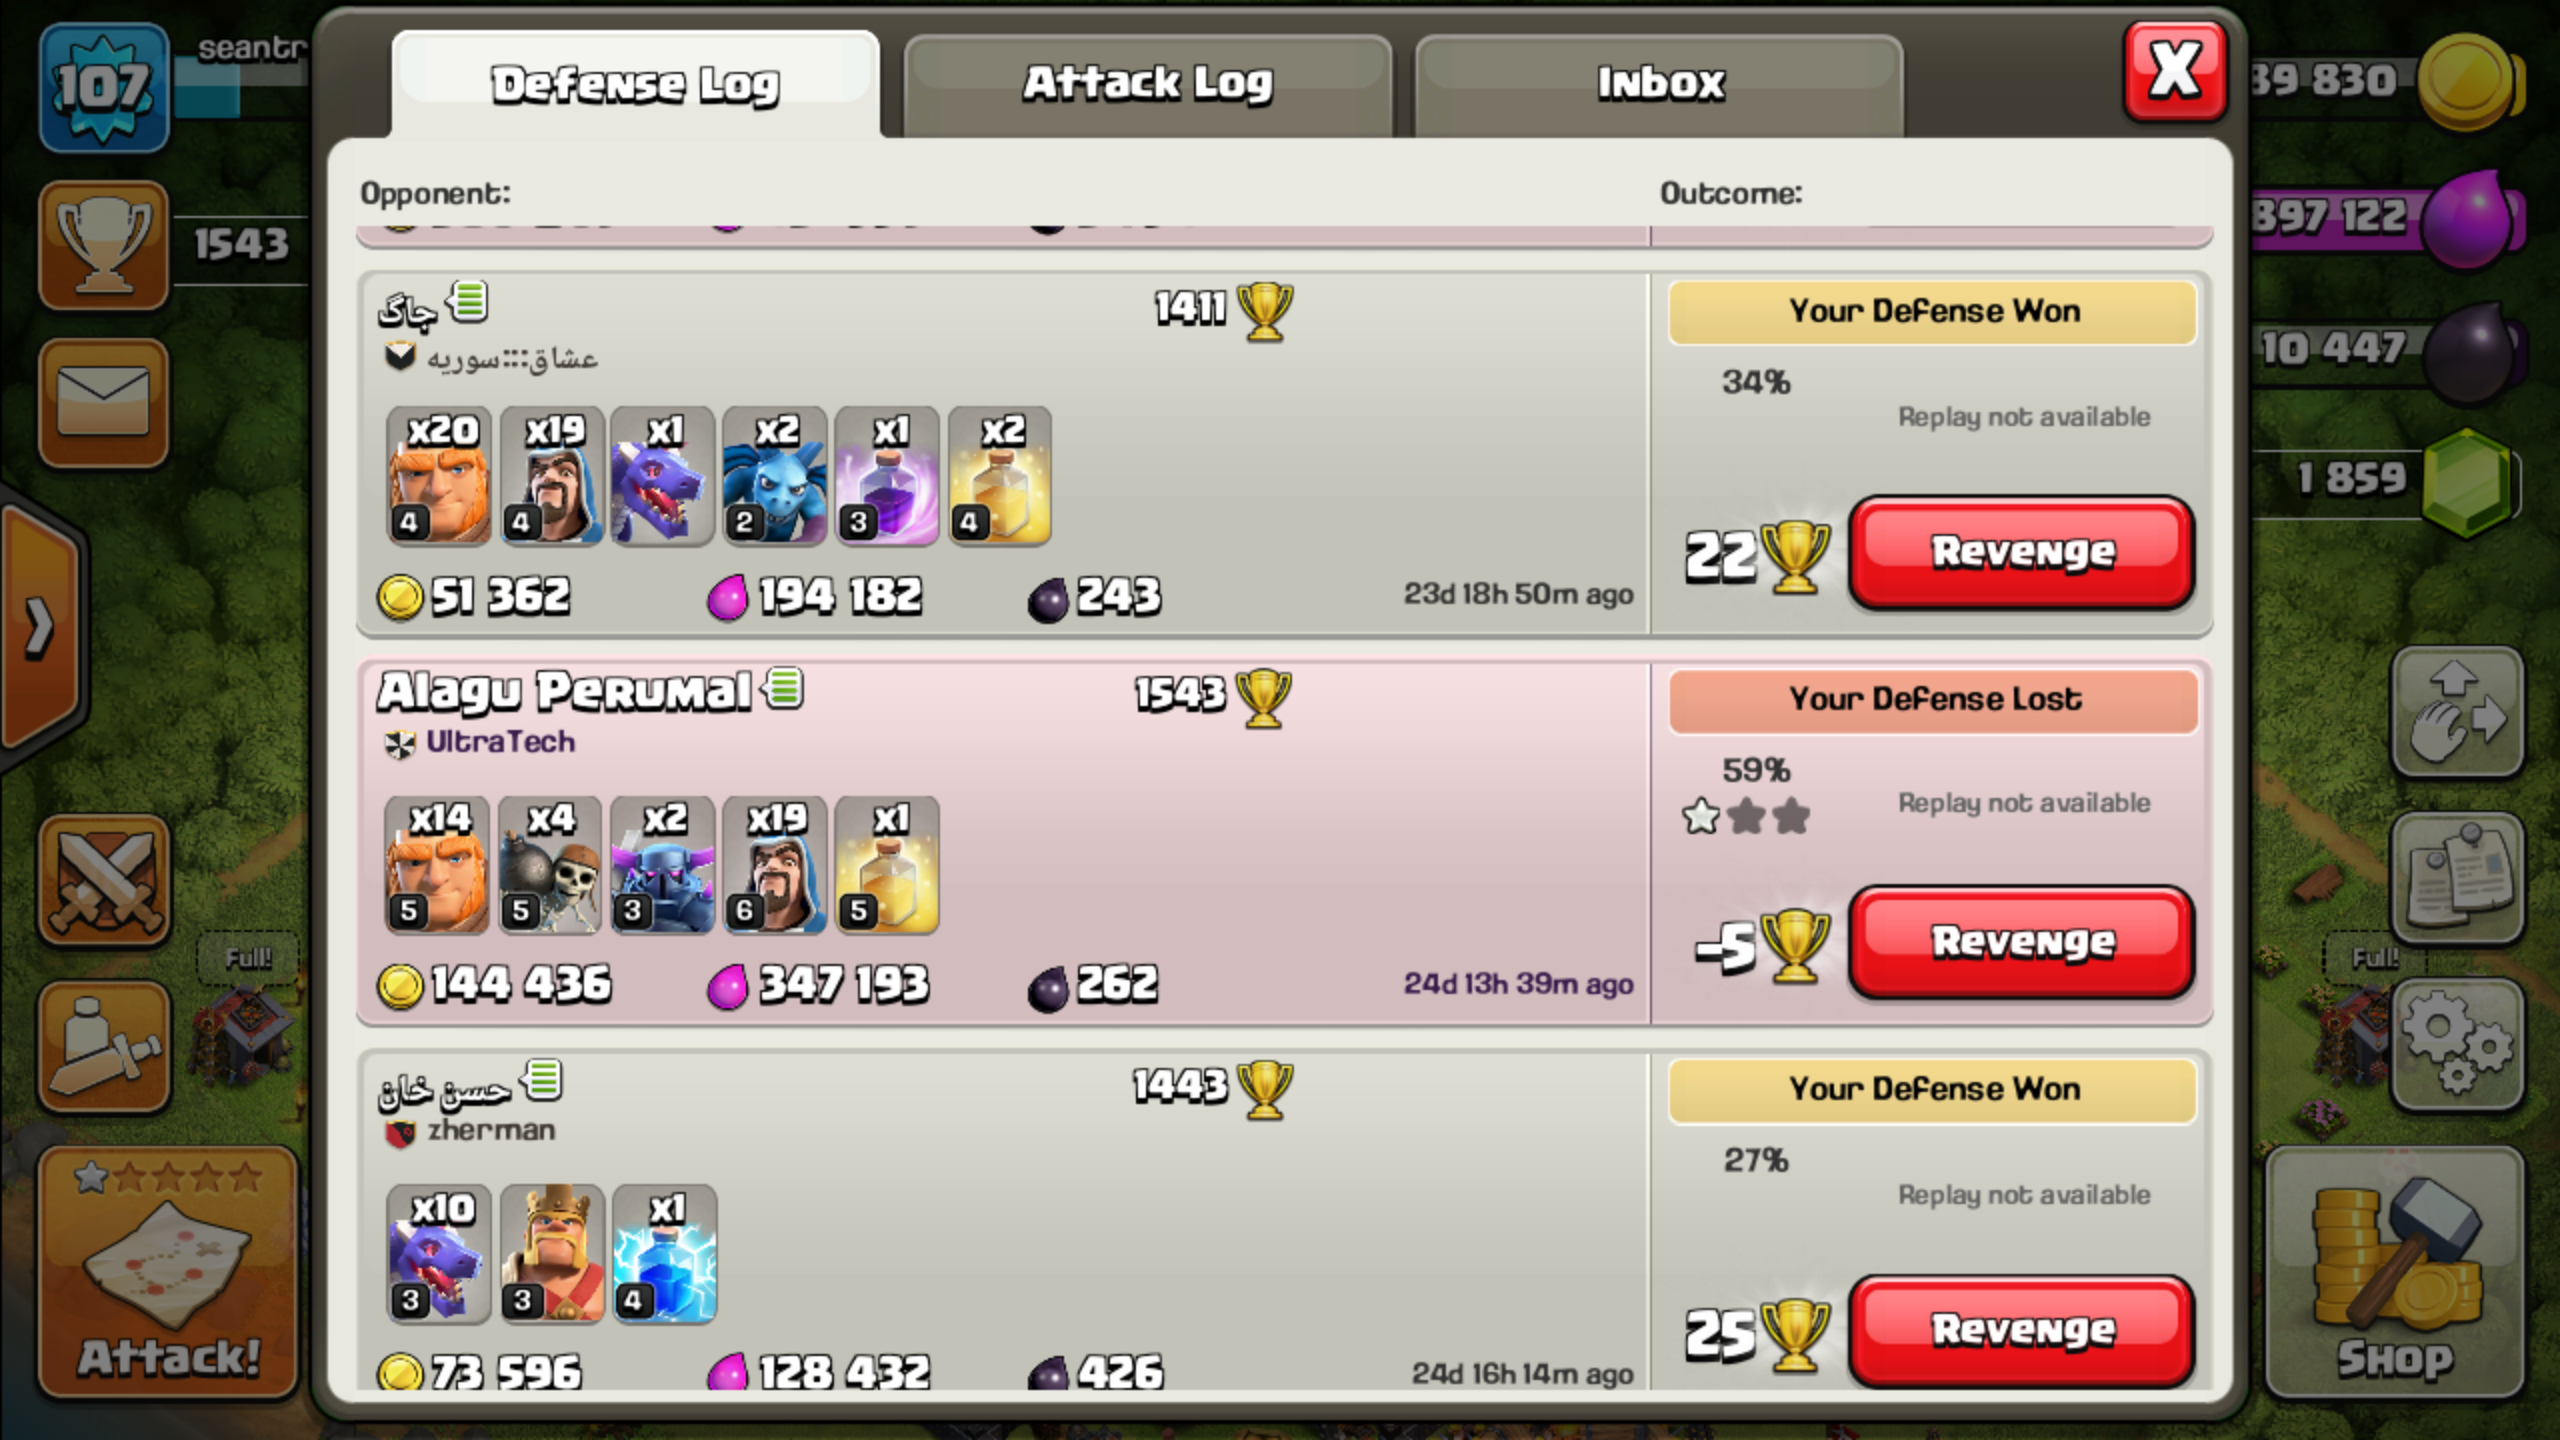 107
seantr
1543
Defense Log
Attack Log
Inbox
X
39 830
897 122
10 447
1 859
Opponent:
Outcome:
جاگ
1411
عشاق:::سوريه
x20 x19 x1 x2 x1 x2
4 4 2 3 4
51 362 194 182 243
23d 18h 50m ago
Your Defense Won
34%
Replay not available
22
Revenge
Alagu Perumal
1543
UltraTech
x14 x4 x2 x19 x1
5 5 3 6 5
144 436 347 193 262
24d 13h 39m ago
Your Defense Lost
59%
Replay not available
-5
Revenge
حسن خان
1443
zherman
x10 x1
3 3 4
73 596 128 432 426
24d 16h 14m ago
Your Defense Won
27%
Replay not available
25
Revenge
Full!
Full!
Attack!
Shop